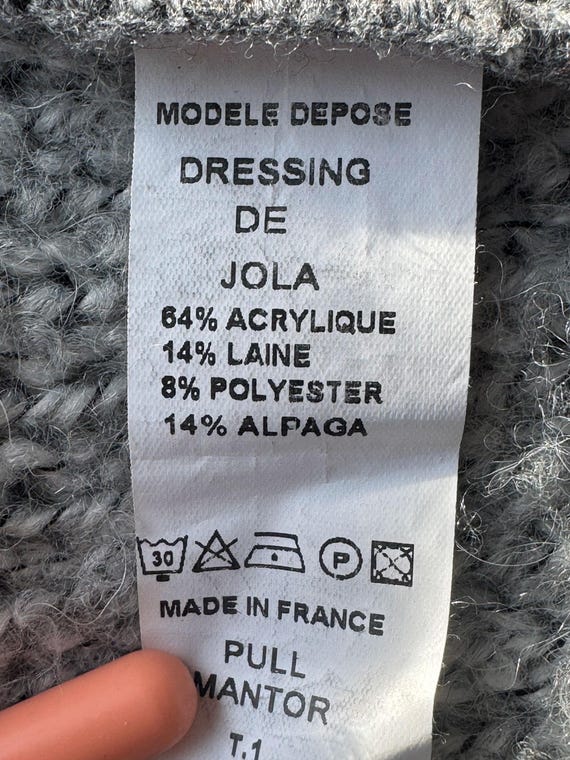 MODELE DEPOSE
DRESSING
DE
JOLA
64% ACRYLIQUE
14% LAINE
8% POLYESTER
14% ALPAGA
30 P
MADE IN FRANCE
PULL
MANTOR
T.1